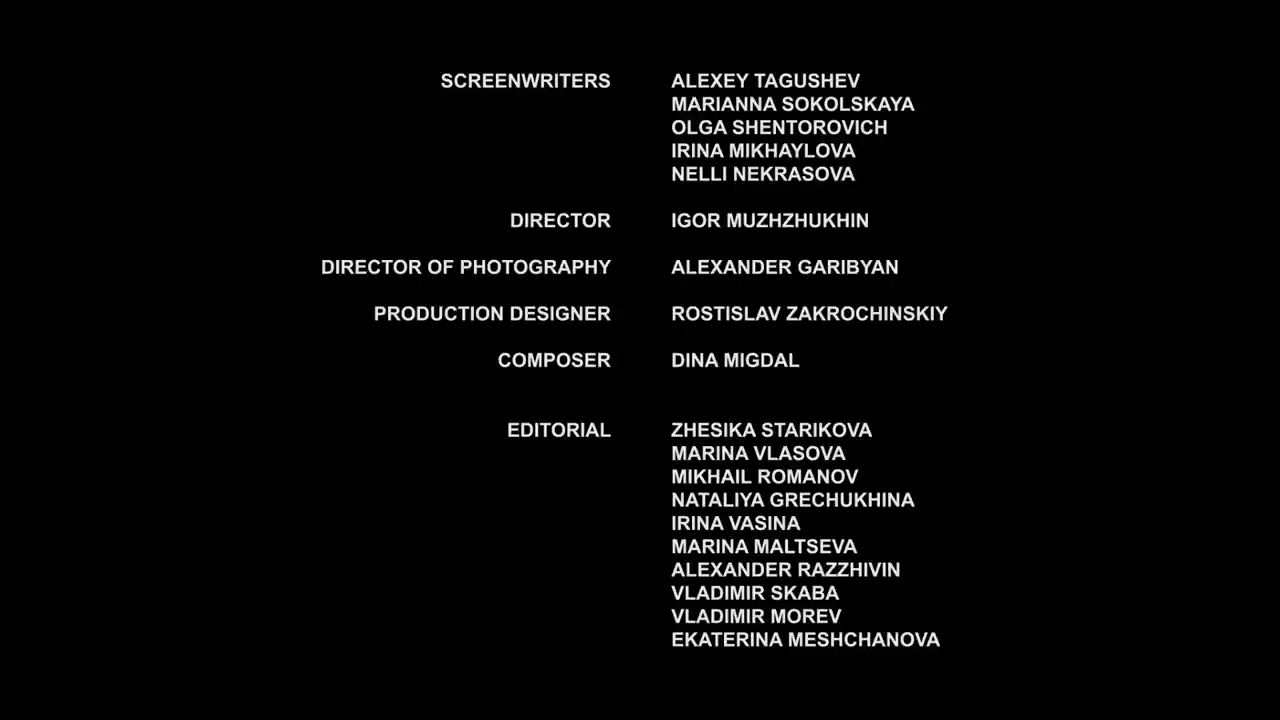 SCREENWRITERS ALEXEY TAGUSHEV
MARIANNA SOKOLSKAYA
OLGA SHENTOROVICH
IRINA MIKHAYLOVA
NELLI NEKRASOVA
DIRECTOR IGOR MUZHZHUKHIN
DIRECTOR OF PHOTOGRAPHY ALEXANDER GARIBYAN
PRODUCTION DESIGNER ROSTISLAV ZAKROCHINSKIY
COMPOSER DINA MIGDAL
EDITORIAL ZHESIKA STARIKOVA
MARINA VLASOVA
MIKHAIL ROMANOV
NATALIYA GRECHUKHINA
IRINA VASINA
MARINA MALTSEVA
ALEXANDER RAZZHIVIN
VLADIMIR SKABA
VLADIMIR MOREV
EKATERINA MESHCHANOVA